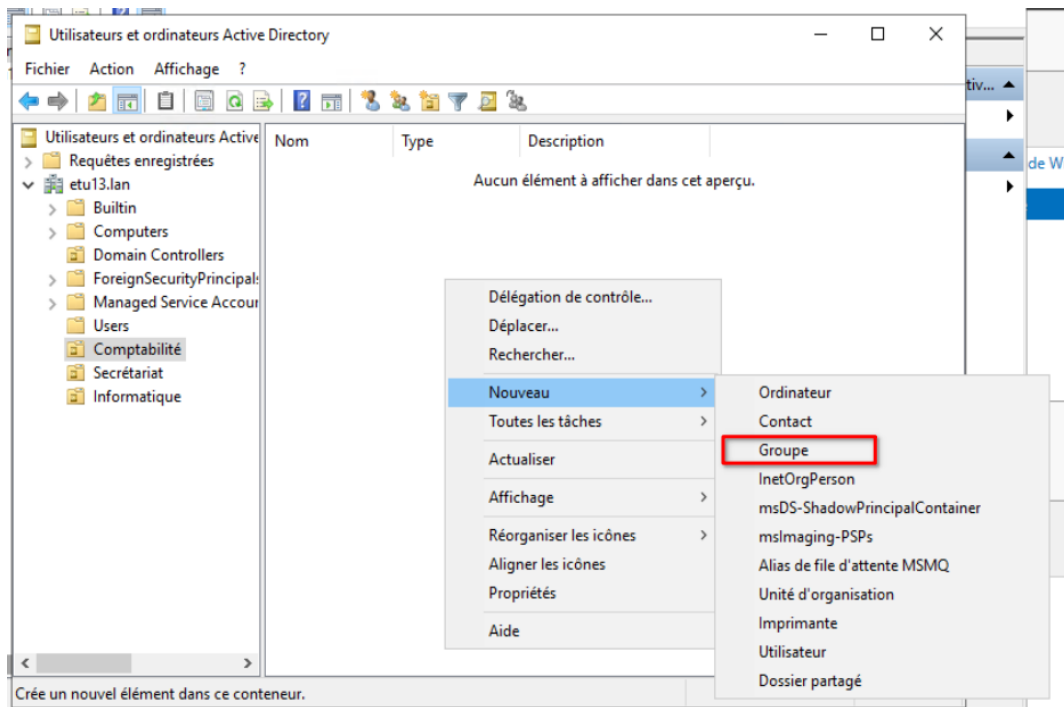 Utilisateurs et ordinateurs Active Directory
Fichier Action Affichage ?
tiv...
Utilisateurs et ordinateurs Active
Requêtes enregistrées
etu13.lan
Builtin
Computers
Domain Controllers
ForeignSecurityPrincipals
Managed Service Accour
Users
Comptabilité
Secrétariat
Informatique
Nom Type Description
Aucun élément à afficher dans cet aperçu.
de W
Délégation de contrôle...
Déplacer...
Rechercher...
Nouveau
Toutes les tâches
Actualiser
Affichage
Réorganiser les icônes
Aligner les icônes
Propriétés
Aide
Ordinateur
Contact
Groupe
InetOrgPerson
msDS-ShadowPrincipalContainer
msImaging-PSPs
Alias de file d'attente MSMQ
Unité d'organisation
Imprimante
Utilisateur
Dossier partagé
Crée un nouvel élément dans ce conteneur.